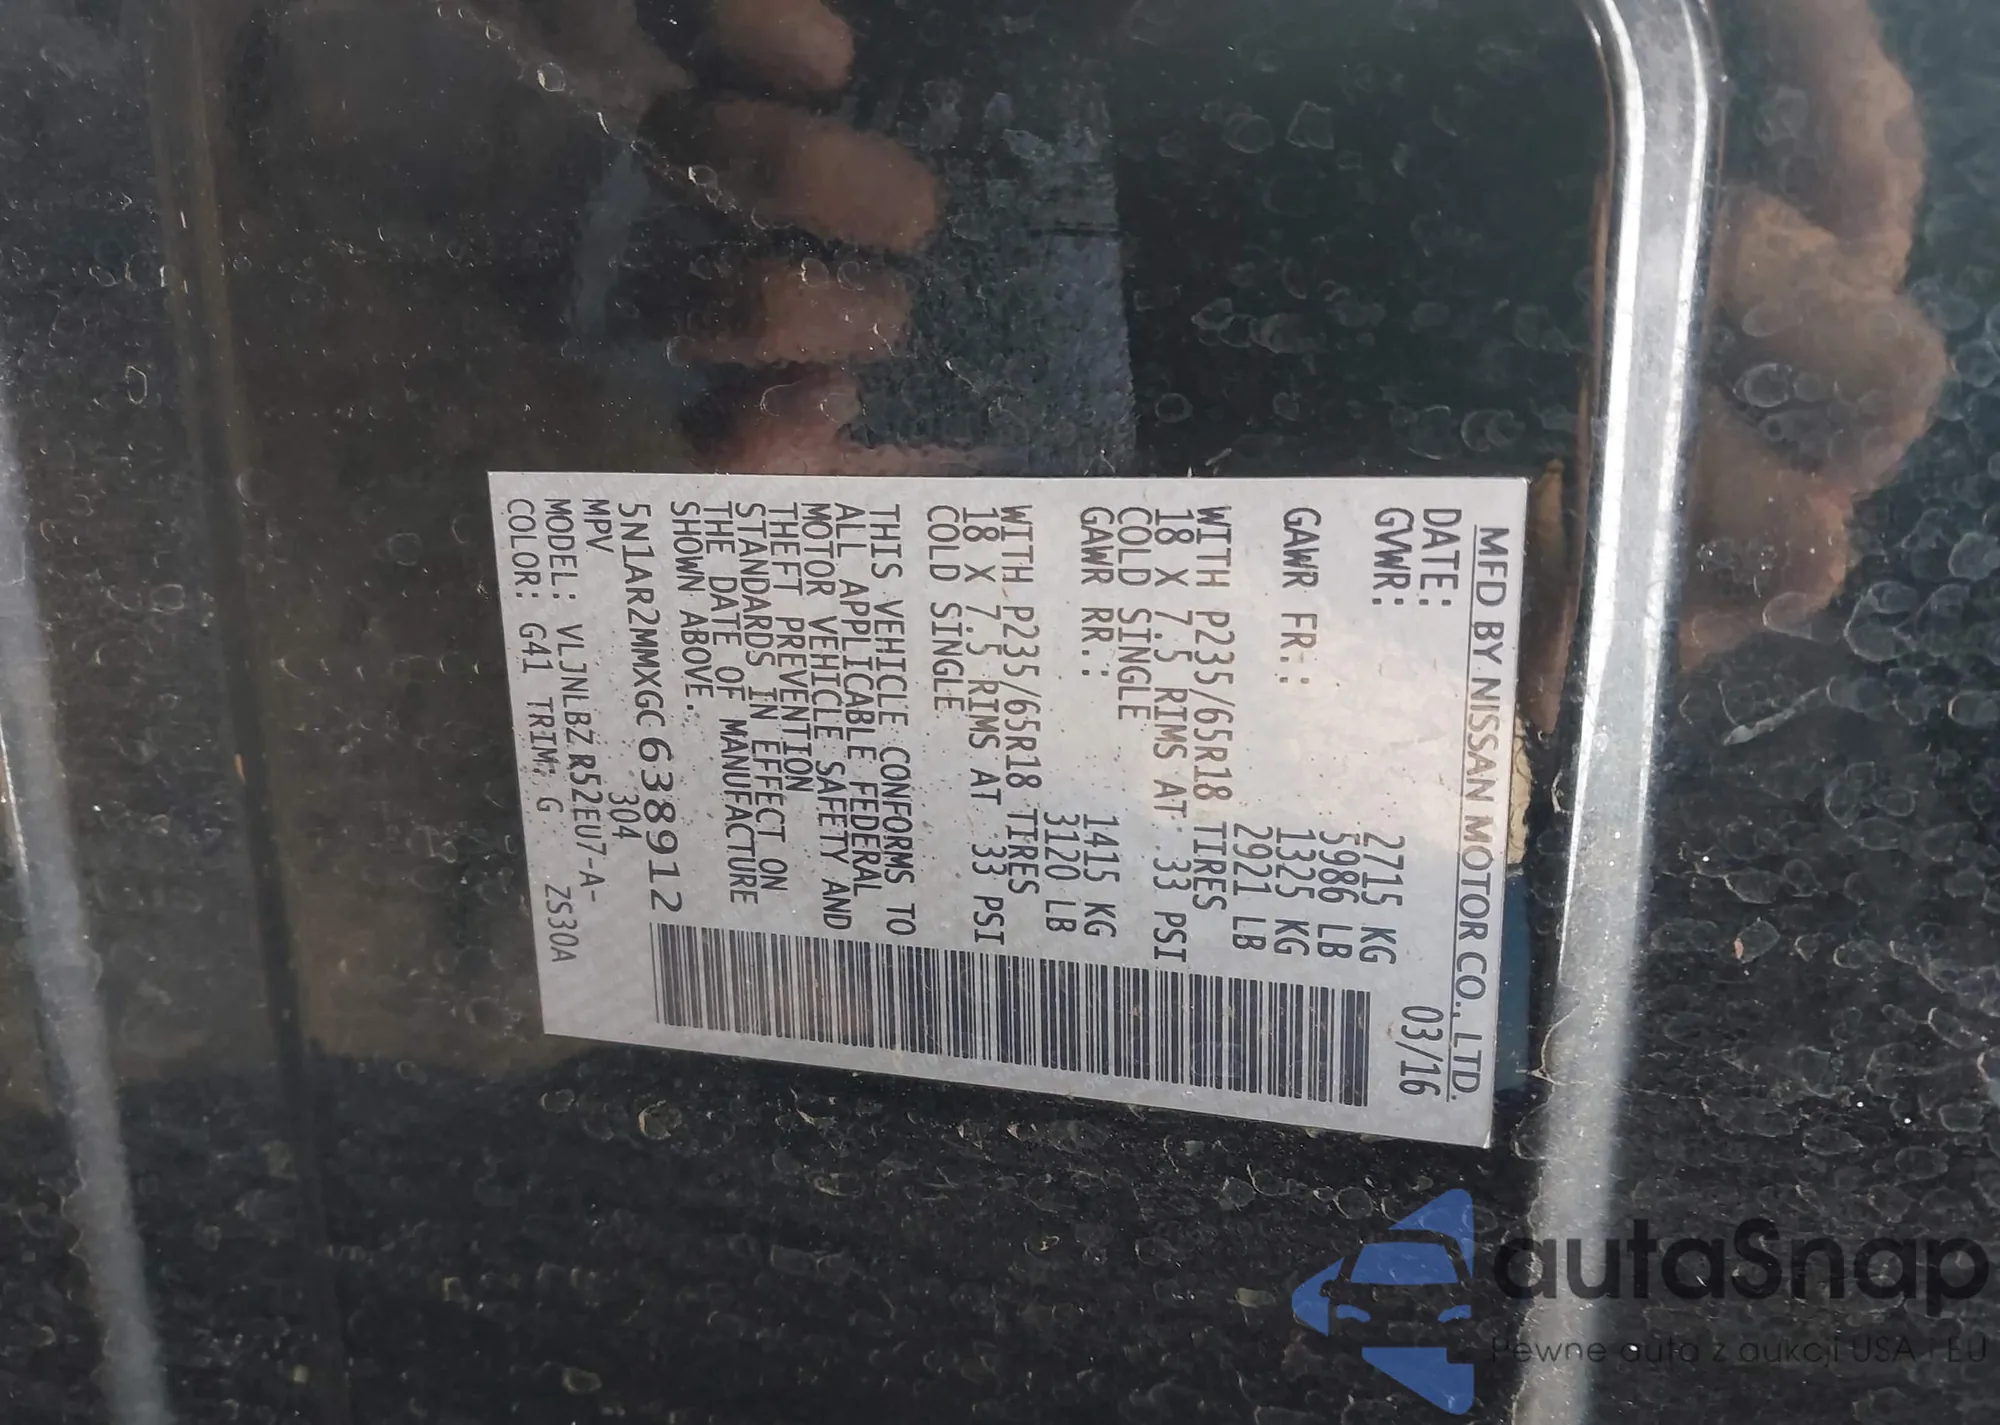 MFD BY NISSAN MOTOR CO., LTD.
DATE: 03/16
GVWR: 2715 KG
5986 LB
GAWR FR.: 1325 KG
2921 LB
WITH P235/65R18 TIRES
18 X 7.5 RIMS AT 33 PSI
COLD SINGLE
GAWR RR.: 1415 KG
3120 LB
WITH P235/65R18 TIRES
18 X 7.5 RIMS AT 33 PSI
COLD SINGLE
THIS VEHICLE CONFORMS TO
ALL APPLICABLE FEDERAL
MOTOR VEHICLE SAFETY AND
THEFT PREVENTION
STANDARDS IN EFFECT ON
THE DATE OF MANUFACTURE
SHOWN ABOVE.
5N1AR2MMXGC638912
MPV 304
MODEL: VLJNLBZ R52EU7-A-
COLOR: G41 TRIM: G ZS30A
autaSnap
Pewne auta z aukcji USA i EU